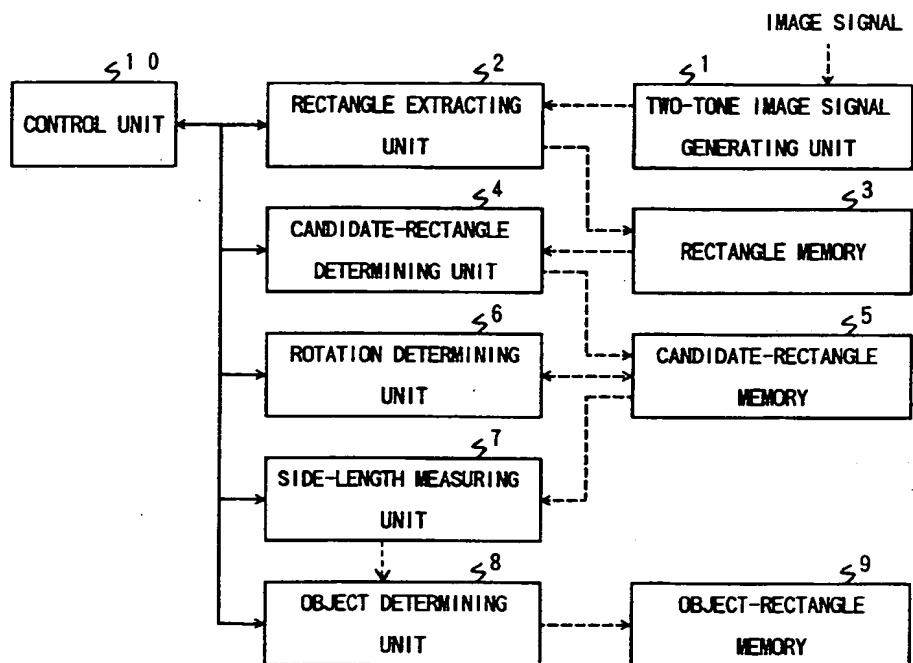 IMAGE SIGNAL
10
CONTROL UNIT
2
RECTANGLE EXTRACTING
UNIT
1
TWO-TONE IMAGE SIGNAL
GENERATING UNIT
4
CANDIDATE-RECTANGLE
DETERMINING UNIT
3
RECTANGLE MEMORY
6
ROTATION DETERMINING
UNIT
5
CANDIDATE-RECTANGLE
MEMORY
7
SIDE-LENGTH MEASURING
UNIT
8
OBJECT DETERMINING
UNIT
9
OBJECT-RECTANGLE
MEMORY